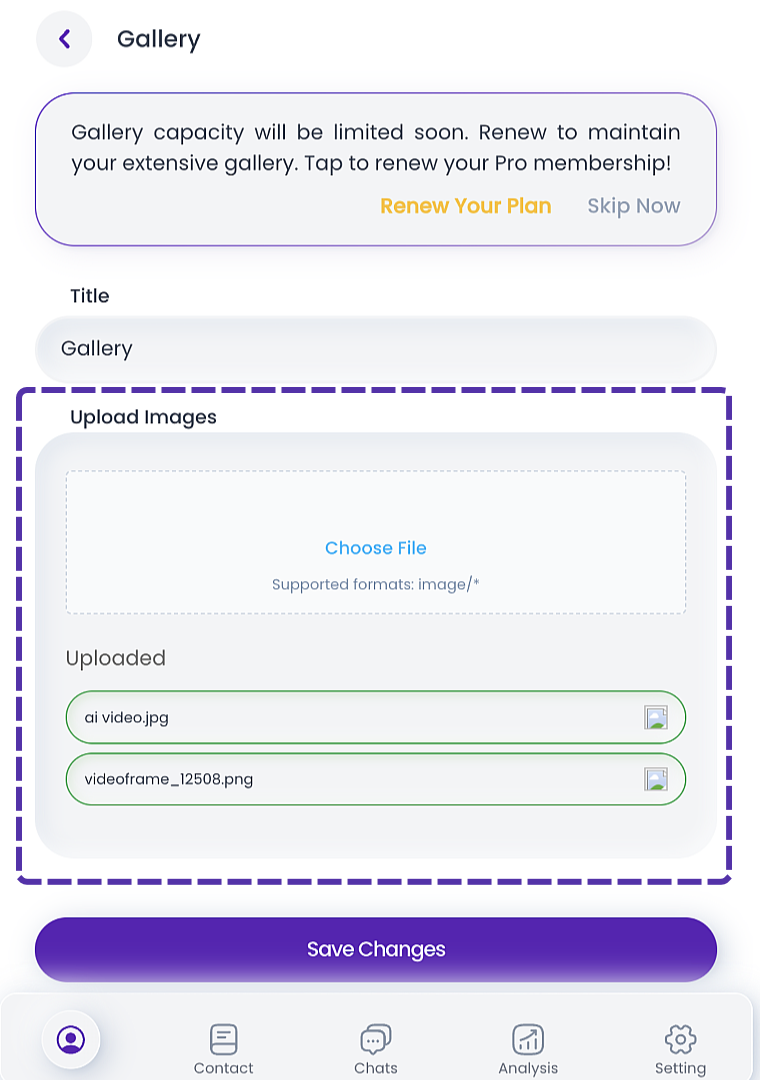 Gallery
Gallery capacity will be limited soon. Renew to maintain
your extensive gallery. Tap to renew your Pro membership!
Renew Your Plan Skip Now
Title
Gallery
Upload Images
Choose File
Supported formats: image/*
Uploaded
ai video.jpg
videoframe_12508.png
Save Changes
Contact Chats Analysis Setting